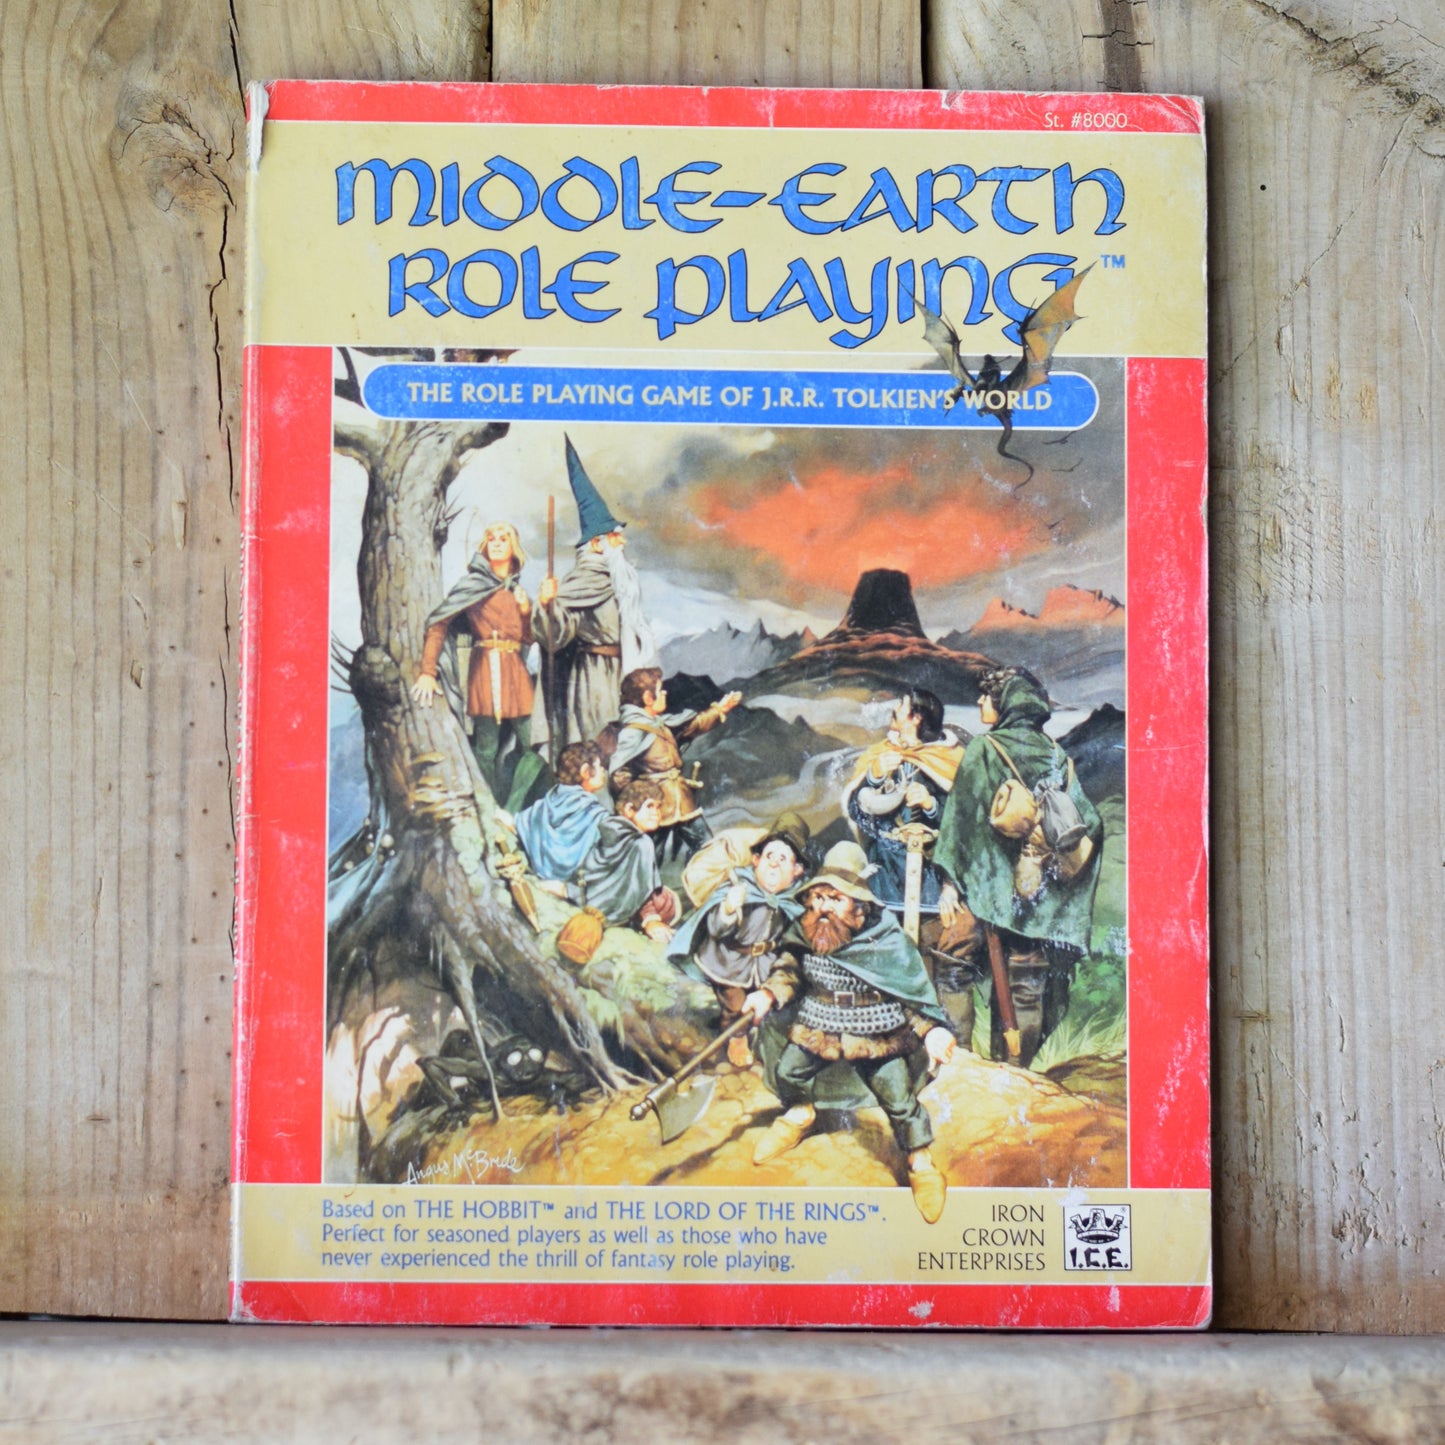 St. #8000
MIDDLE-EARTH
ROLE PLAYING™
THE ROLE PLAYING GAME OF J.R.R. TOLKIEN'S WORLD
Angus McBride
Based on THE HOBBIT™ and THE LORD OF THE RINGS™.
Perfect for seasoned players as well as those who have
never experienced the thrill of fantasy role playing.
IRON
CROWN
ENTERPRISES
®
I.C.E.